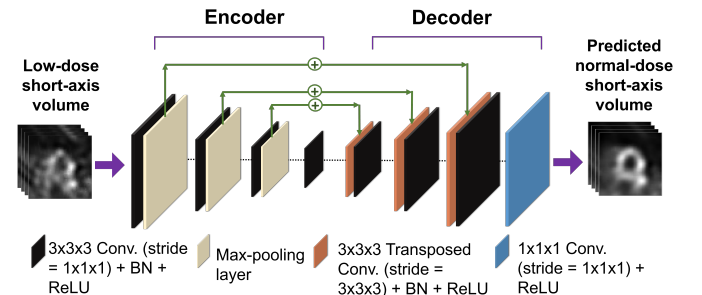 Encoder
Decoder
Low-dose
short-axis
volume
Predicted
normal-dose
short-axis
volume
+
+
+
3x3x3 Conv. (stride
= 1x1x1) + BN +
ReLU
Max-pooling
layer
3x3x3 Transposed
Conv. (stride =
3x3x3) + BN + ReLU
1x1x1 Conv.
(stride = 1x1x1) +
ReLU